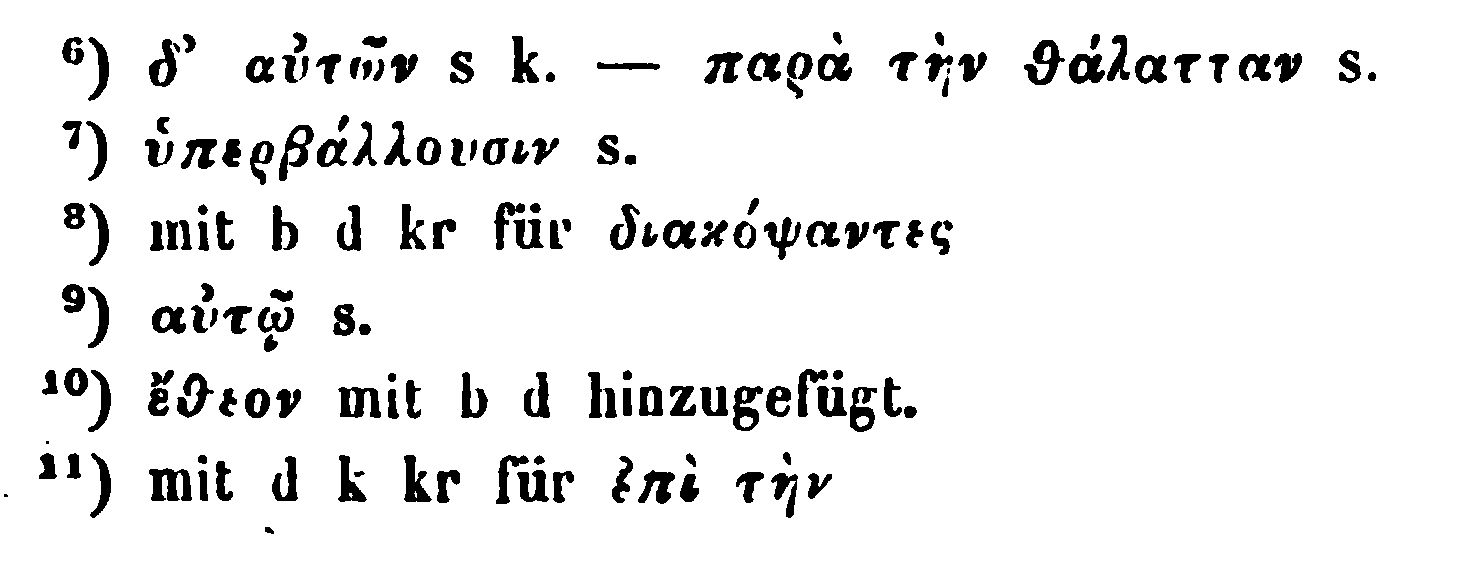 ⁶) δ' αὐτῶν s k. — παρὰ τὴν θάλατταν s.
⁷) ὑπερβάλλουσιν s.
⁸) mit b d kr für διακόψαντες
⁹) αὐτῷ s.
¹⁰) ἔθεον mit b d hinzugefügt.
¹¹) mit d k kr für ἐπὶ τὴν